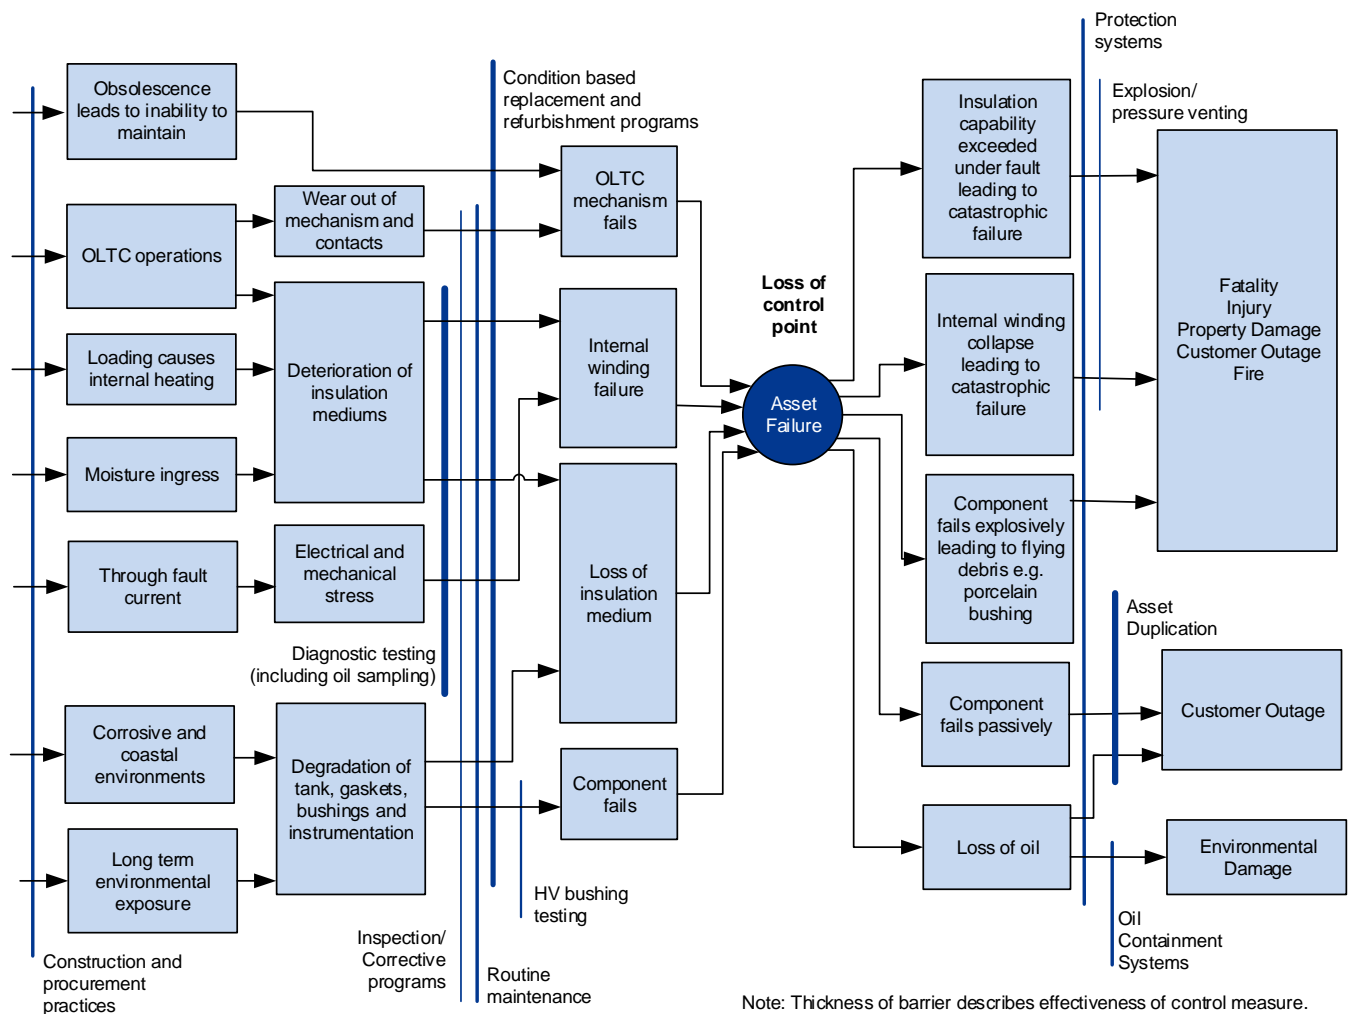 Protection
systems
Condition based
replacement and
refurbishment programs
Explosion/
pressure venting
Obsolescence
leads to inability to
maintain
OLTC operations
Loading causes
internal heating
Moisture ingress
Through fault
current
Corrosive and
coastal
environments
Long term
environmental
exposure
Construction and
procurement
practices
Wear out of
mechanism and
contacts
Deterioration of
insulation
mediums
Electrical and
mechanical
stress
Diagnostic testing
(including oil sampling)
Degradation of
tank, gaskets,
bushings and
instrumentation
Inspection/
Corrective
programs
Routine
maintenance
HV bushing
testing
OLTC
mechanism
fails
Internal
winding
failure
Loss of
insulation
medium
Component
fails
Loss of
control
point
Asset
Failure
Insulation
capability
exceeded
under fault
leading to
catastrophic
failure
Internal winding
collapse
leading to
catastrophic
failure
Component
fails explosively
leading to flying
debris e.g.
porcelain
bushing
Component
fails passively
Loss of oil
Fatality
Injury
Property Damage
Customer Outage
Fire
Asset
Duplication
Customer Outage
Environmental
Damage
Oil
Containment
Systems
Note: Thickness of barrier describes effectiveness of control measure.